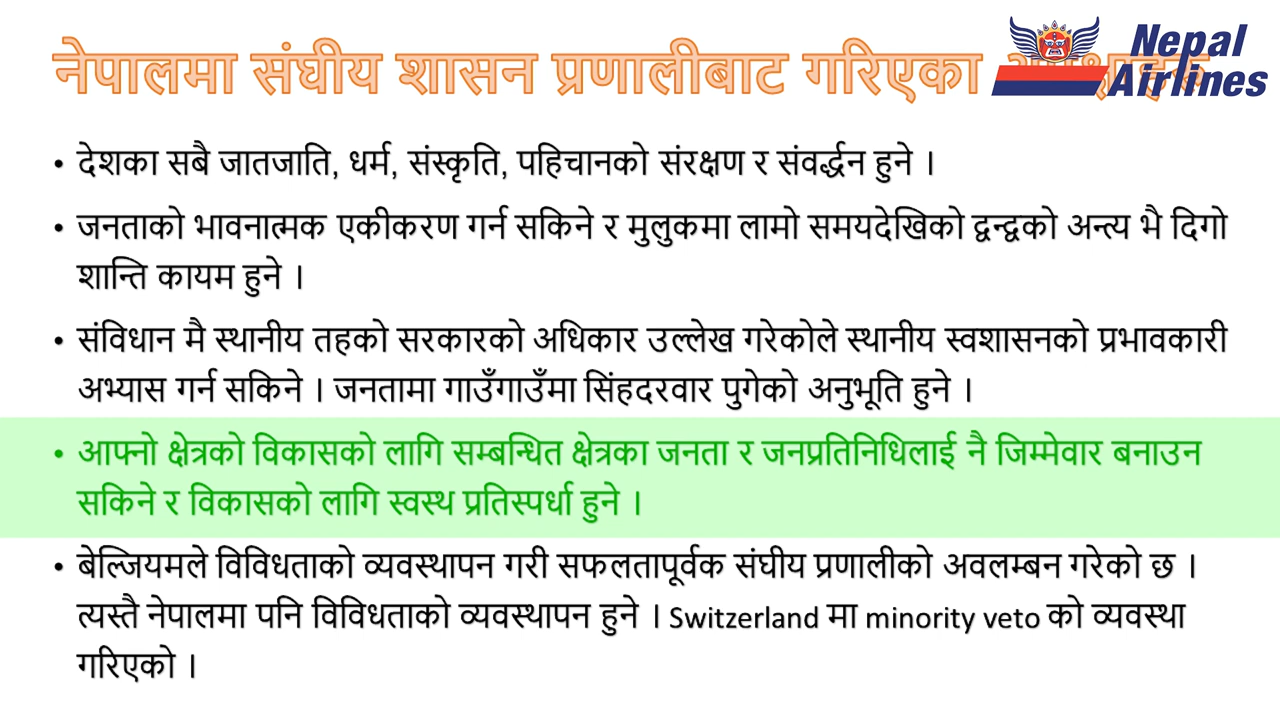 नेपालमा संघीय शासन प्रणालीबाट गरिएका
Nepal
Airlines
• देशका सबै जातजाति, धर्म, संस्कृति, पहिचानको संरक्षण र संवर्द्धन हुने ।
• जनताको भावनात्मक एकीकरण गर्न सकिने र मुलुकमा लामो समयदेखिको द्वन्द्वको अन्त्य भै दिगो
शान्ति कायम हुने ।
• संविधान मै स्थानीय तहको सरकारको अधिकार उल्लेख गरेकोले स्थानीय स्वशासनको प्रभावकारी
अभ्यास गर्न सकिने । जनतामा गाउँगाउँमा सिंहदरवार पुगेको अनुभूति हुने ।
• आफ्नो क्षेत्रको विकासको लागि सम्बन्धित क्षेत्रका जनता र जनप्रतिनिधिलाई नै जिम्मेवार बनाउन
सकिने र विकासको लागि स्वस्थ प्रतिस्पर्धा हुने ।
• बेल्जियमले विविधताको व्यवस्थापन गरी सफलतापूर्वक संघीय प्रणालीको अवलम्बन गरेको छ ।
त्यस्तै नेपालमा पनि विविधताको व्यवस्थापन हुने । Switzerland मा minority veto को व्यवस्था
गरिएको ।